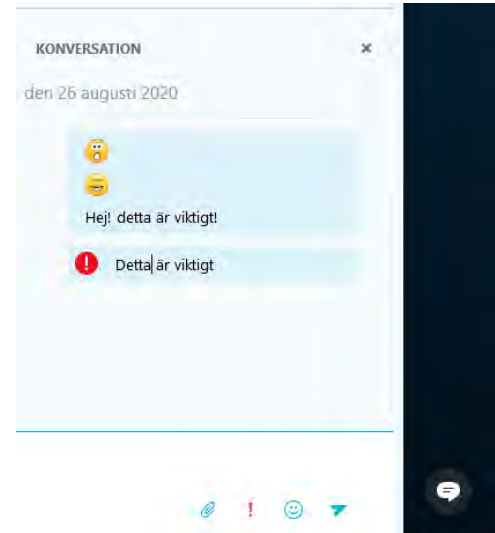 KONVERSATION
den 26 augusti 2020
Hej! detta är viktigt!
Detta är viktigt